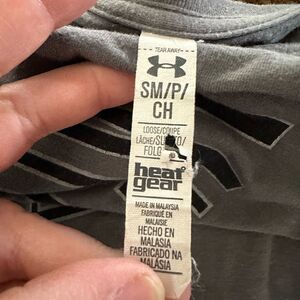 TEAR AWAY
SM/P/
CH
LOOSE/COUPE
LÂCHE/
heat
gear
MADE IN MALAYSIA
FABRIQUÉ EN
MALAISIE
HECHO EN
MALASIA
FABRICADO NA
MALÁSIA